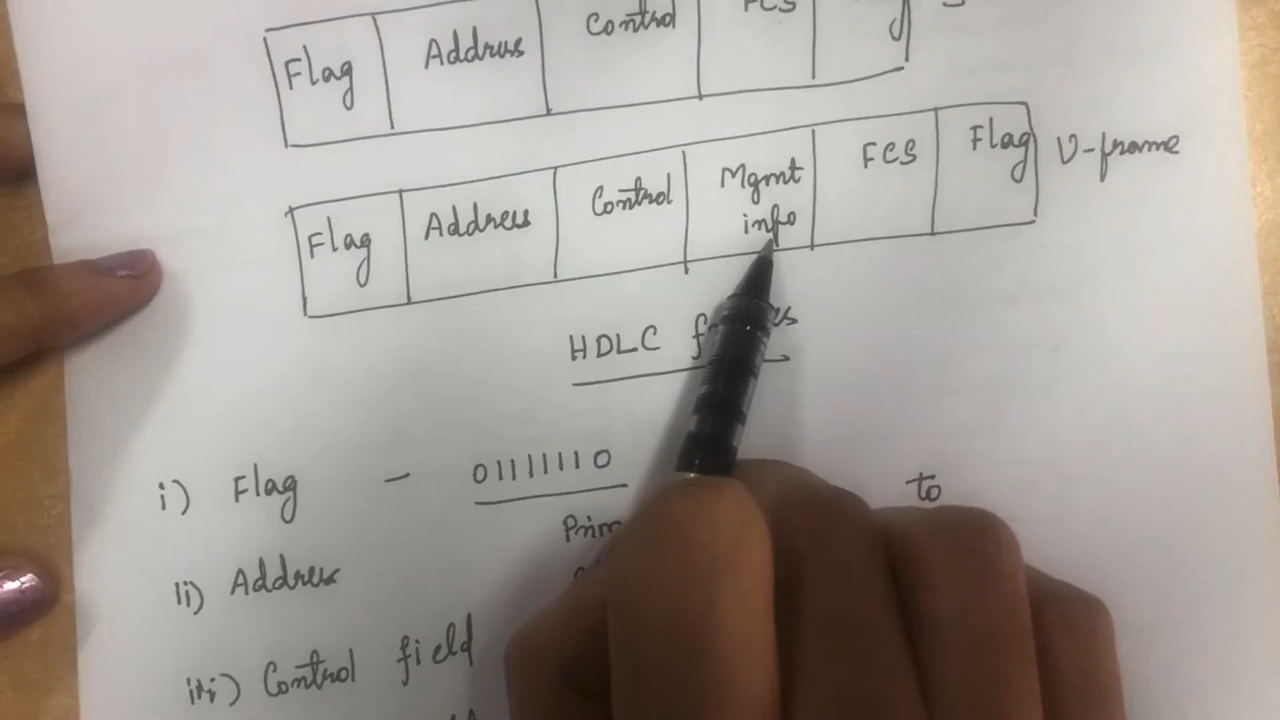 Flag Address Control FCS
Flag Address Control Mgmt info FCS Flag U-frame
HDLC
i) Flag - 01111110
to
ii) Address
iii) Control field